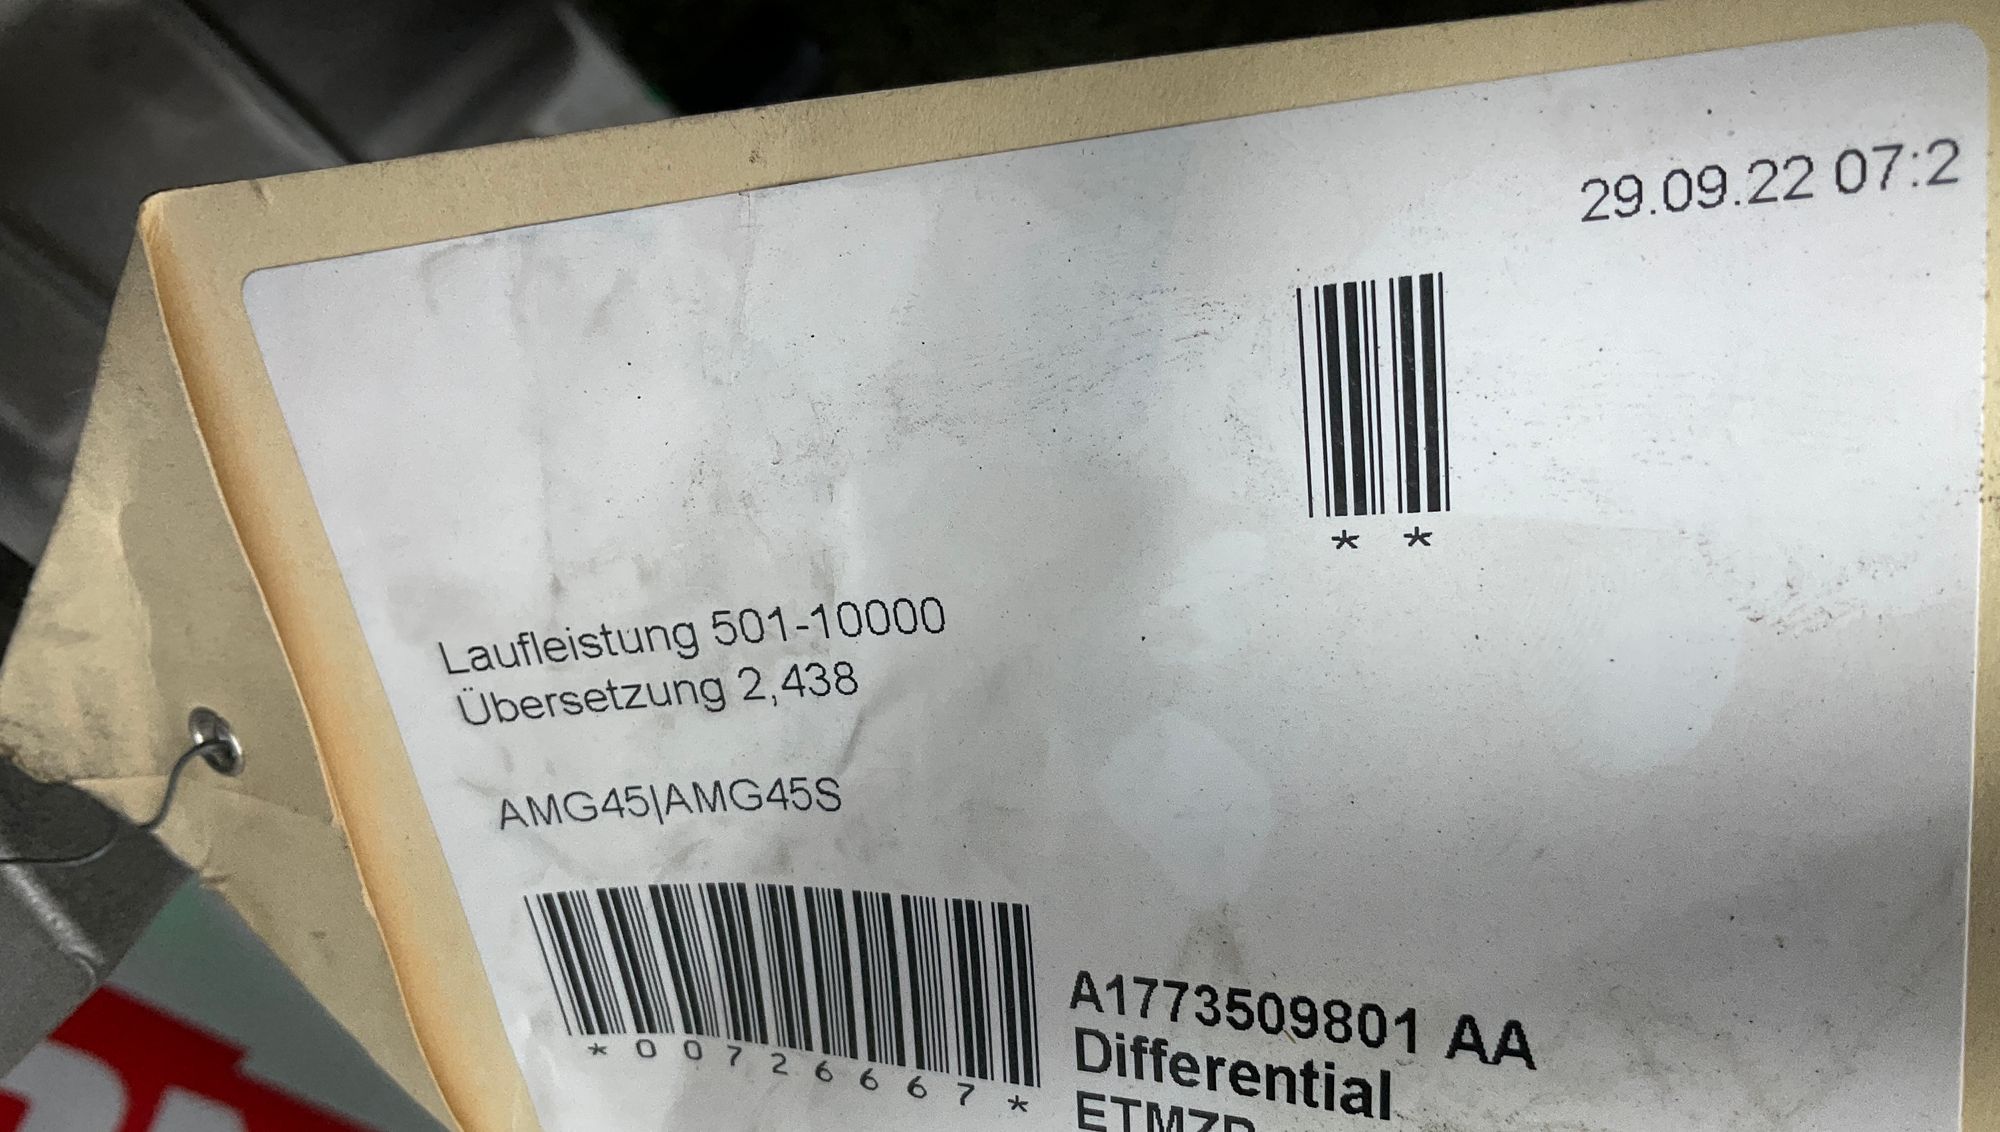 29.09.22 07:2
* *
Laufleistung 501-10000
Übersetzung 2,438
AMG45|AMG45S
*00726667*
A1773509801 AA
Differential